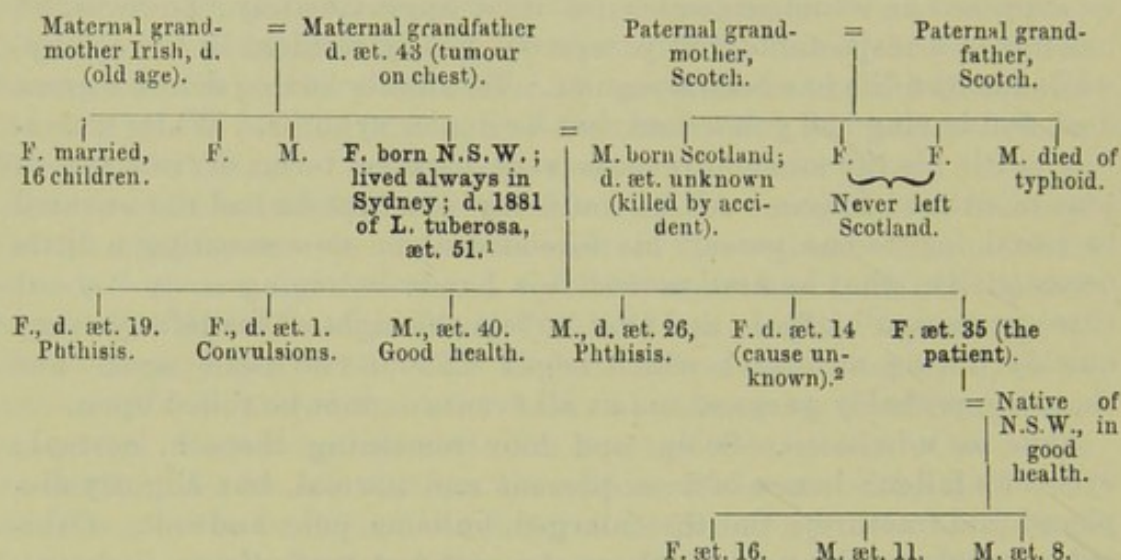 Maternal grand-
mother Irish, d.
(old age).
= Maternal grandfather
d. æt. 43 (tumour
on chest).
Paternal grand-
mother,
Scotch.
=
Paternal grand-
father,
Scotch.
F. married,
16 children.
F.
M.
F. born N.S.W.;
lived always in
Sydney; d. 1881
of L. tuberosa,
æt. 51.¹
=
M. born Scotland;
d. æt. unknown
(killed by acci-
dent).
F. F.
Never left
Scotland.
M. died of
typhoid.
F., d. æt. 19.
Phthisis.
F., d. æt. 1.
Convulsions.
M., æt. 40.
Good health.
M., d. æt. 26,
Phthisis.
F. d. æt. 14
(cause un-
known).²
F. æt. 35 (the
patient).
= Native of
N.S.W., in
good
health.
F. æt. 16. M. æt. 11. M. æt. 8.